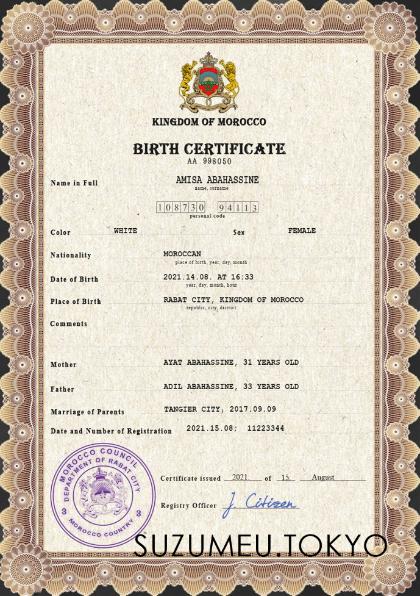 KINGDOM OF MOROCCO
BIRTH CERTIFICATE
AA 998050
Name in Full AMISA ABAHASSINE
name, surname
108730 94113
personal code
Color WHITE Sex FEMALE
Nationality MOROCCAN
place of birth, year, day, month
Date of Birth 2021.14.08. AT 16:33
year, day, month, hour
Place of Birth RABAT CITY, KINGDOM OF MOROCCO
republic, city, district
Comments
Mother AYAT ABAHASSINE, 31 YEARS OLD
Father ADIL ABAHASSINE, 33 YEARS OLD
Marriage of Parents TANGIER CITY, 2017.09.09
Date and Number of Registration 2021.15.08; 11223344
MOROCCO COUNCIL
DEPARTMENT OF RABAT CITY
3 3
MOROCCO COUNTRY
Certificate issued 2021 of 15 August
Registry Officer J. Citizen
SUZUMEU.TOKYO